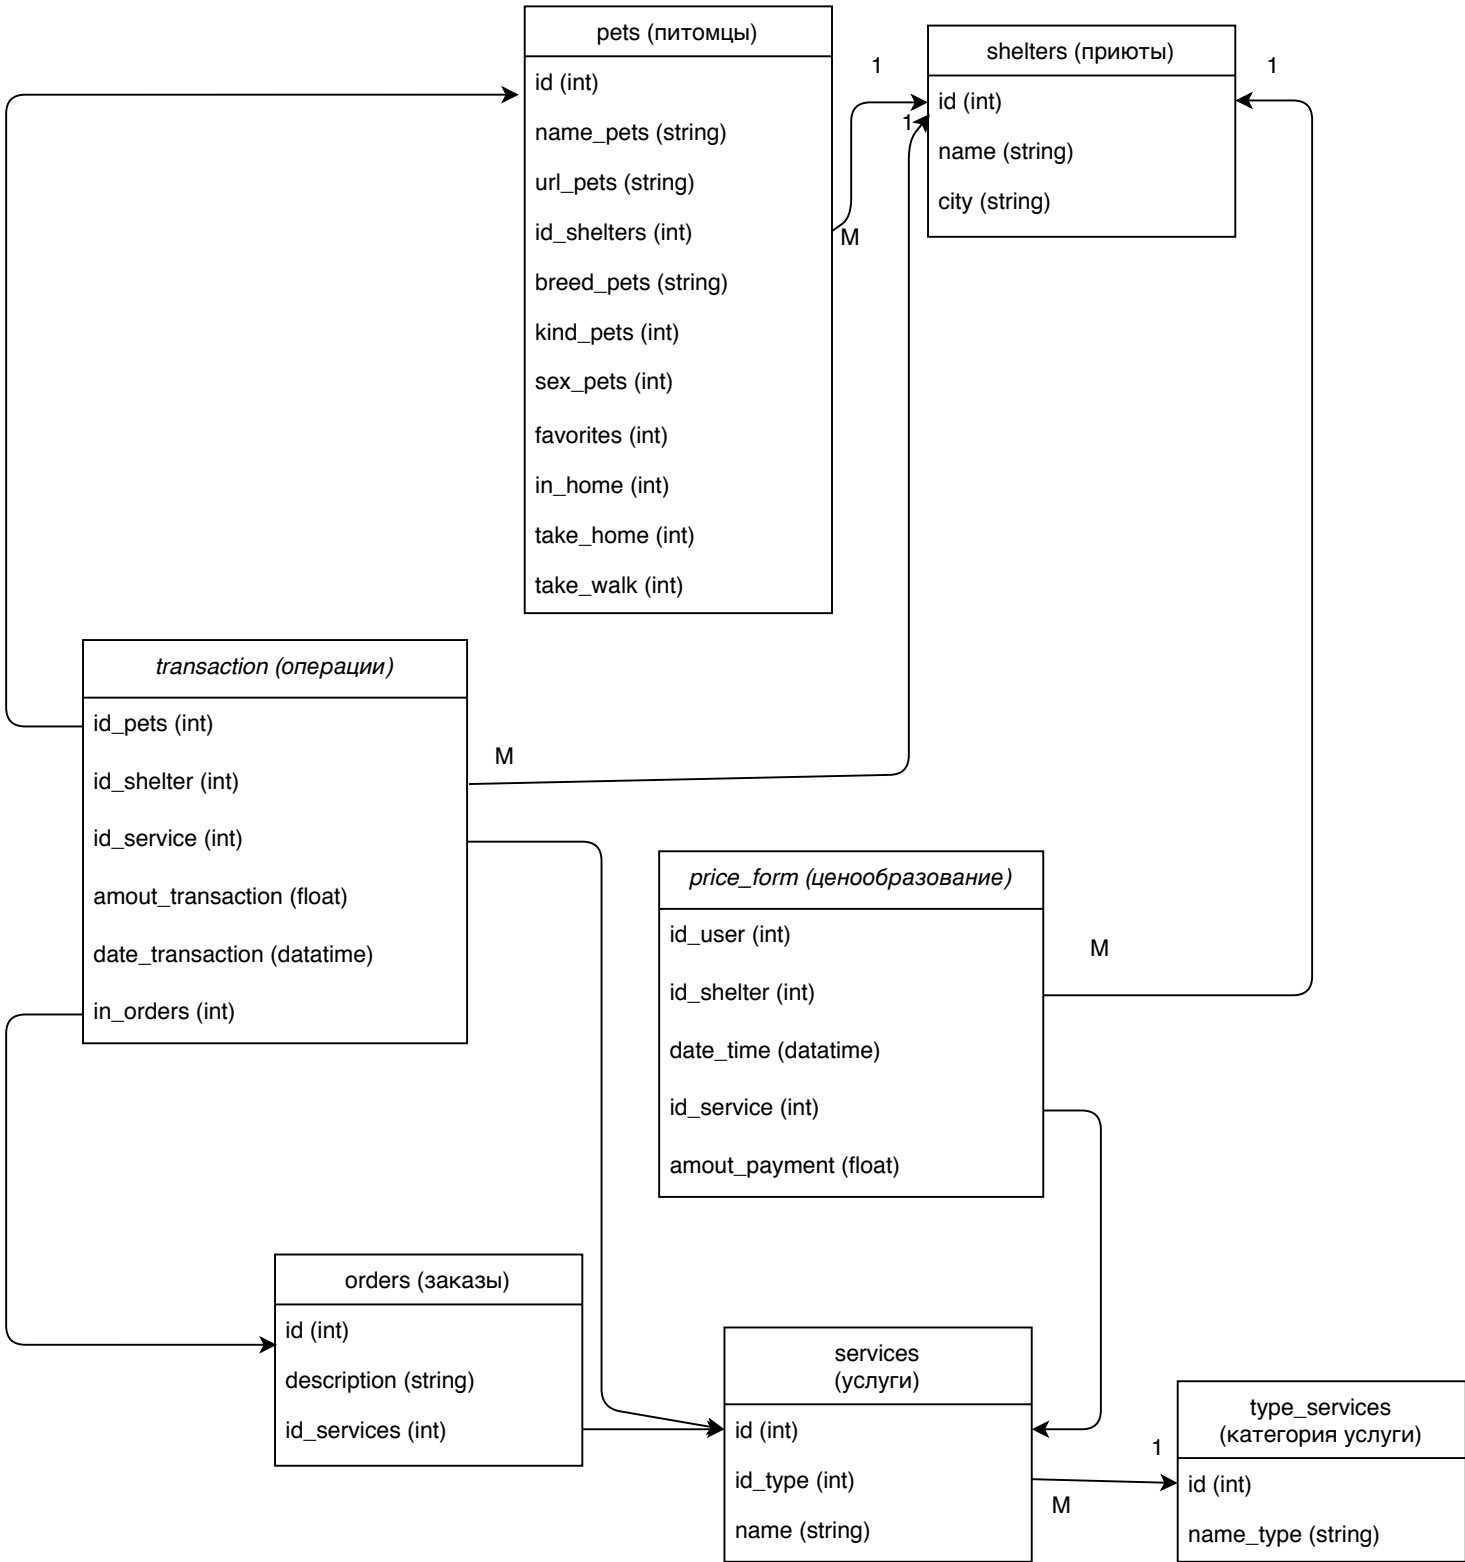 pets (питомцы)
id (int)
name_pets (string)
url_pets (string)
id_shelters (int)
breed_pets (string)
kind_pets (int)
sex_pets (int)
favorites (int)
in_home (int)
take_home (int)
take_walk (int)
1
1
M
shelters (приюты)
id (int)
name (string)
city (string)
1
transaction (операции)
id_pets (int)
id_shelter (int)
id_service (int)
amout_transaction (float)
date_transaction (datatime)
in_orders (int)
M
price_form (ценообразование)
id_user (int)
id_shelter (int)
date_time (datatime)
id_service (int)
amout_payment (float)
M
orders (заказы)
id (int)
description (string)
id_services (int)
services
(услуги)
id (int)
id_type (int)
name (string)
M
1
type_services
(категория услуги)
id (int)
name_type (string)